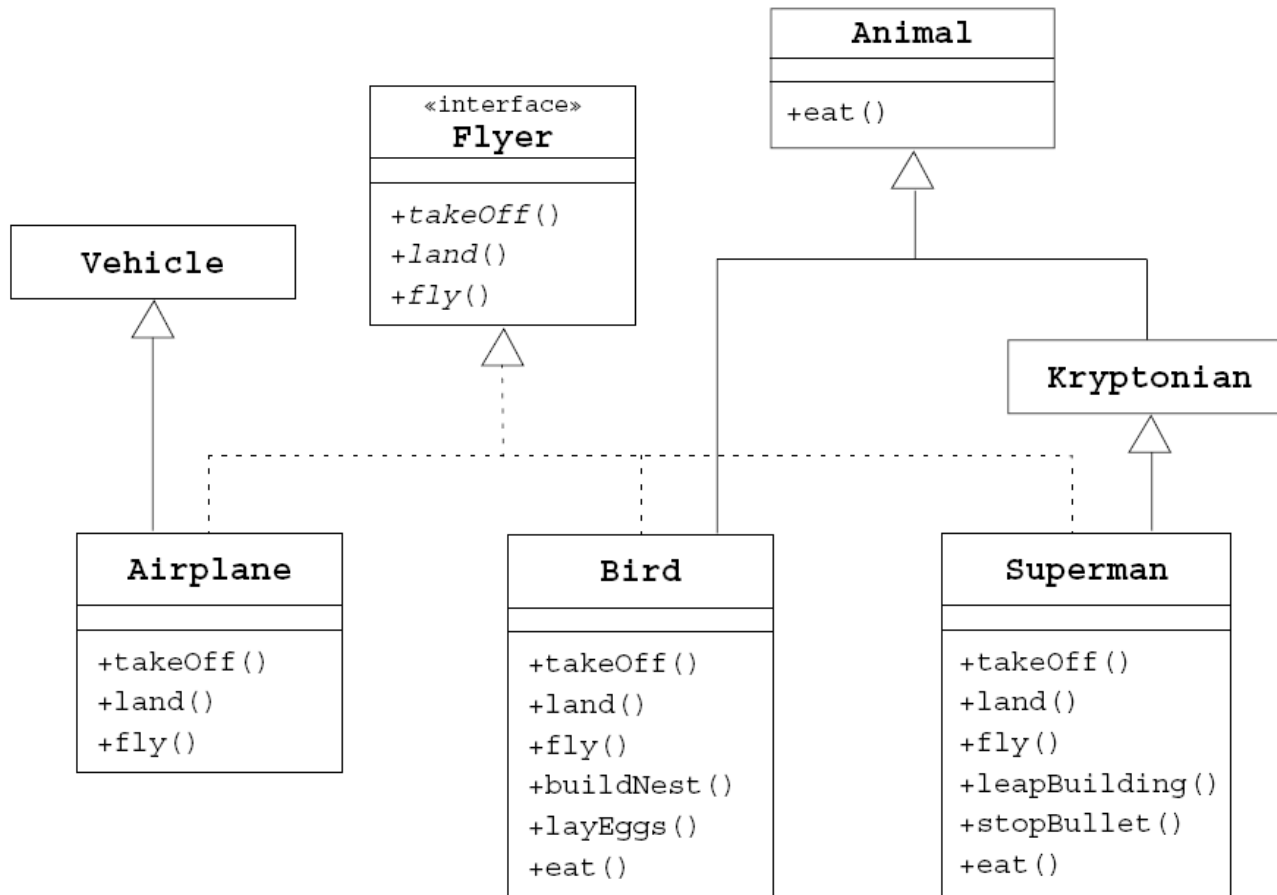 Animal
+eat()
«interface»
Flyer
+takeOff()
+land()
+fly()
Vehicle
Kryptonian
Airplane
+takeOff()
+land()
+fly()
Bird
+takeOff()
+land()
+fly()
+buildNest()
+layEggs()
+eat()
Superman
+takeOff()
+land()
+fly()
+leapBuilding()
+stopBullet()
+eat()